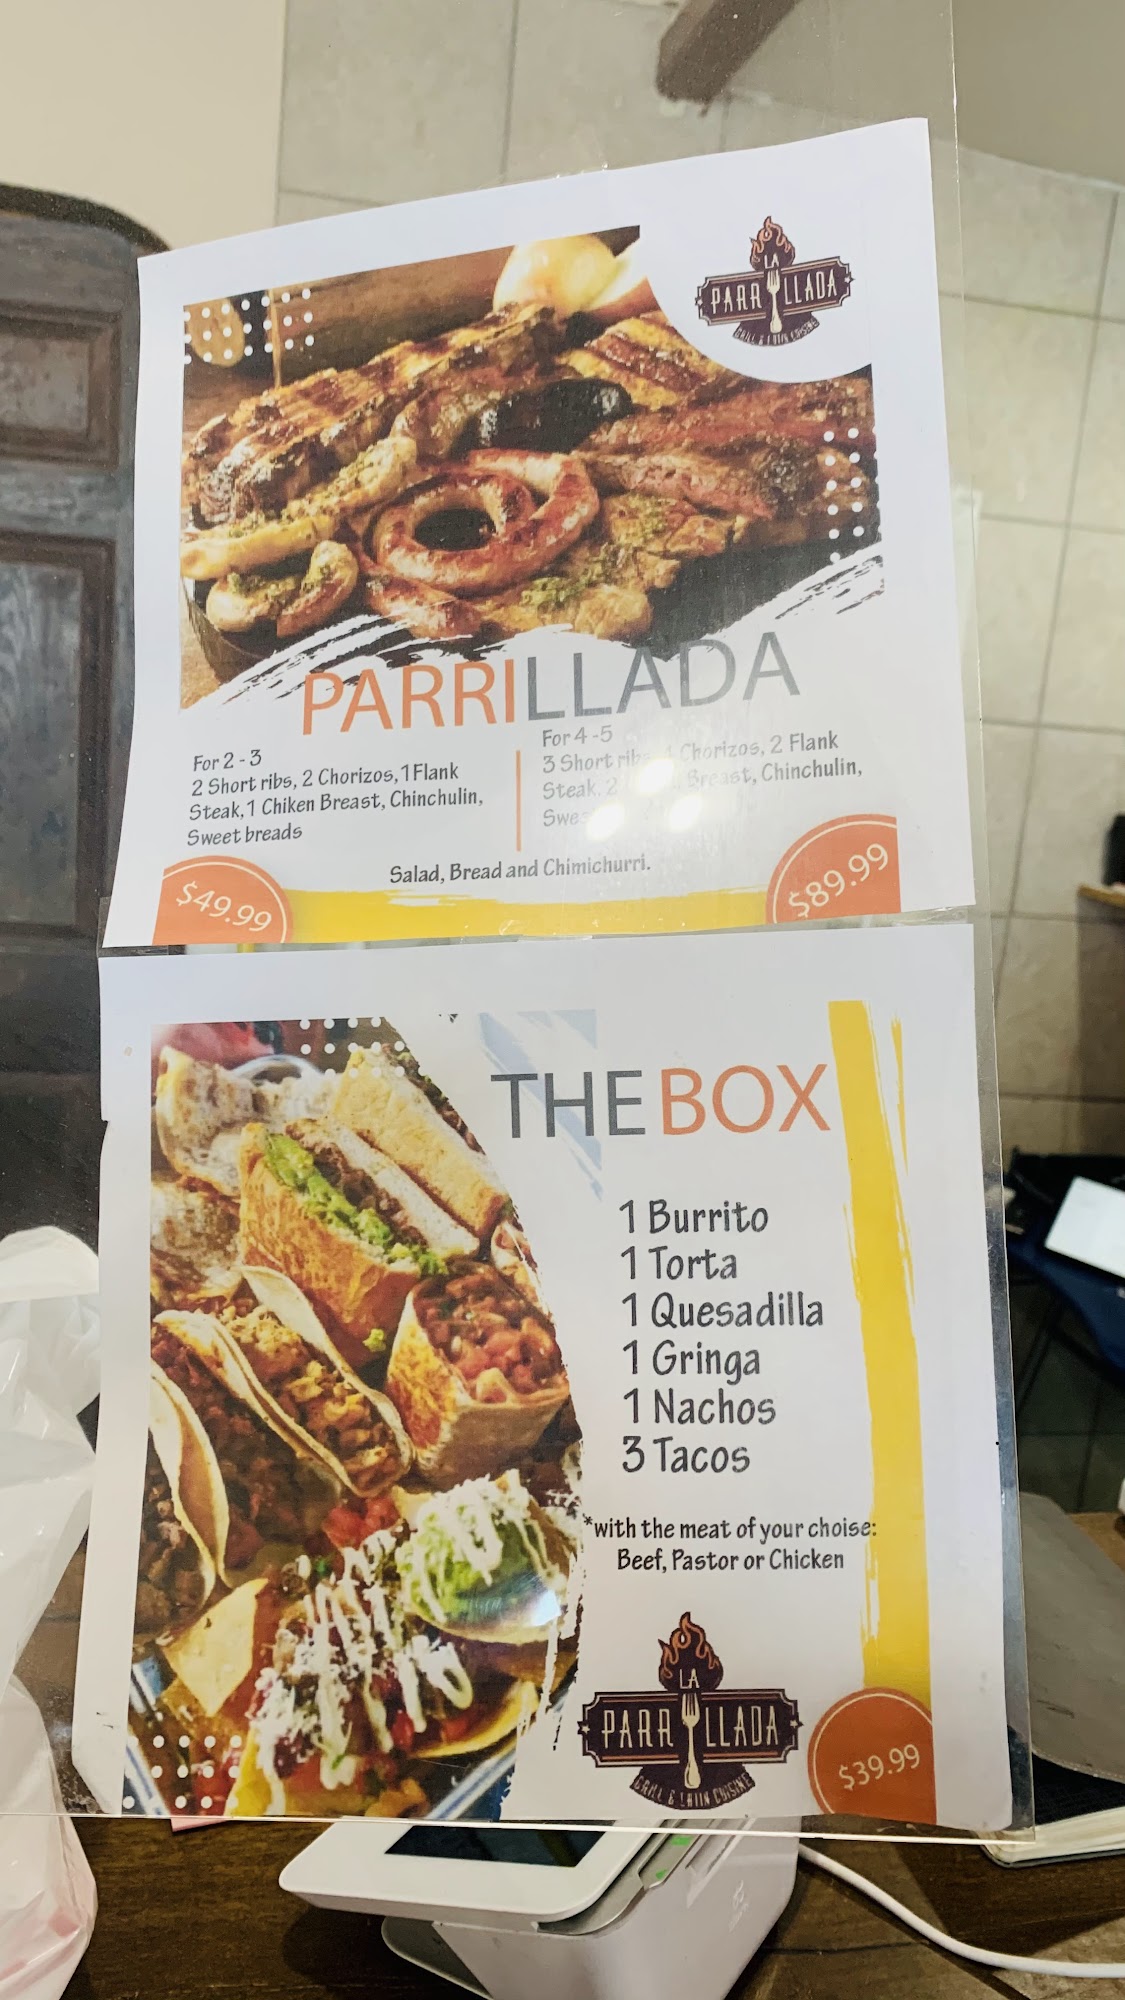 LA
PARRILLADA
GRILL & LATIN CUISINE
PARRILLADA
For 2 - 3
2 Short ribs, 2 Chorizos, 1 Flank
Steak, 1 Chiken Breast, Chinchulin,
Sweet breads
For 4 - 5
3 Short ribs, Chorizos, 2 Flank
Steak, 2 Breast, Chinchulin,
Salad, Bread and Chimichurri.
$49.99
$89.99
THE BOX
1 Burrito
1 Torta
1 Quesadilla
1 Gringa
1 Nachos
3 Tacos
*with the meat of your choise:
Beef, Pastor or Chicken
LA
PARRILLADA
GRILL & LATIN CUISINE
$39.99